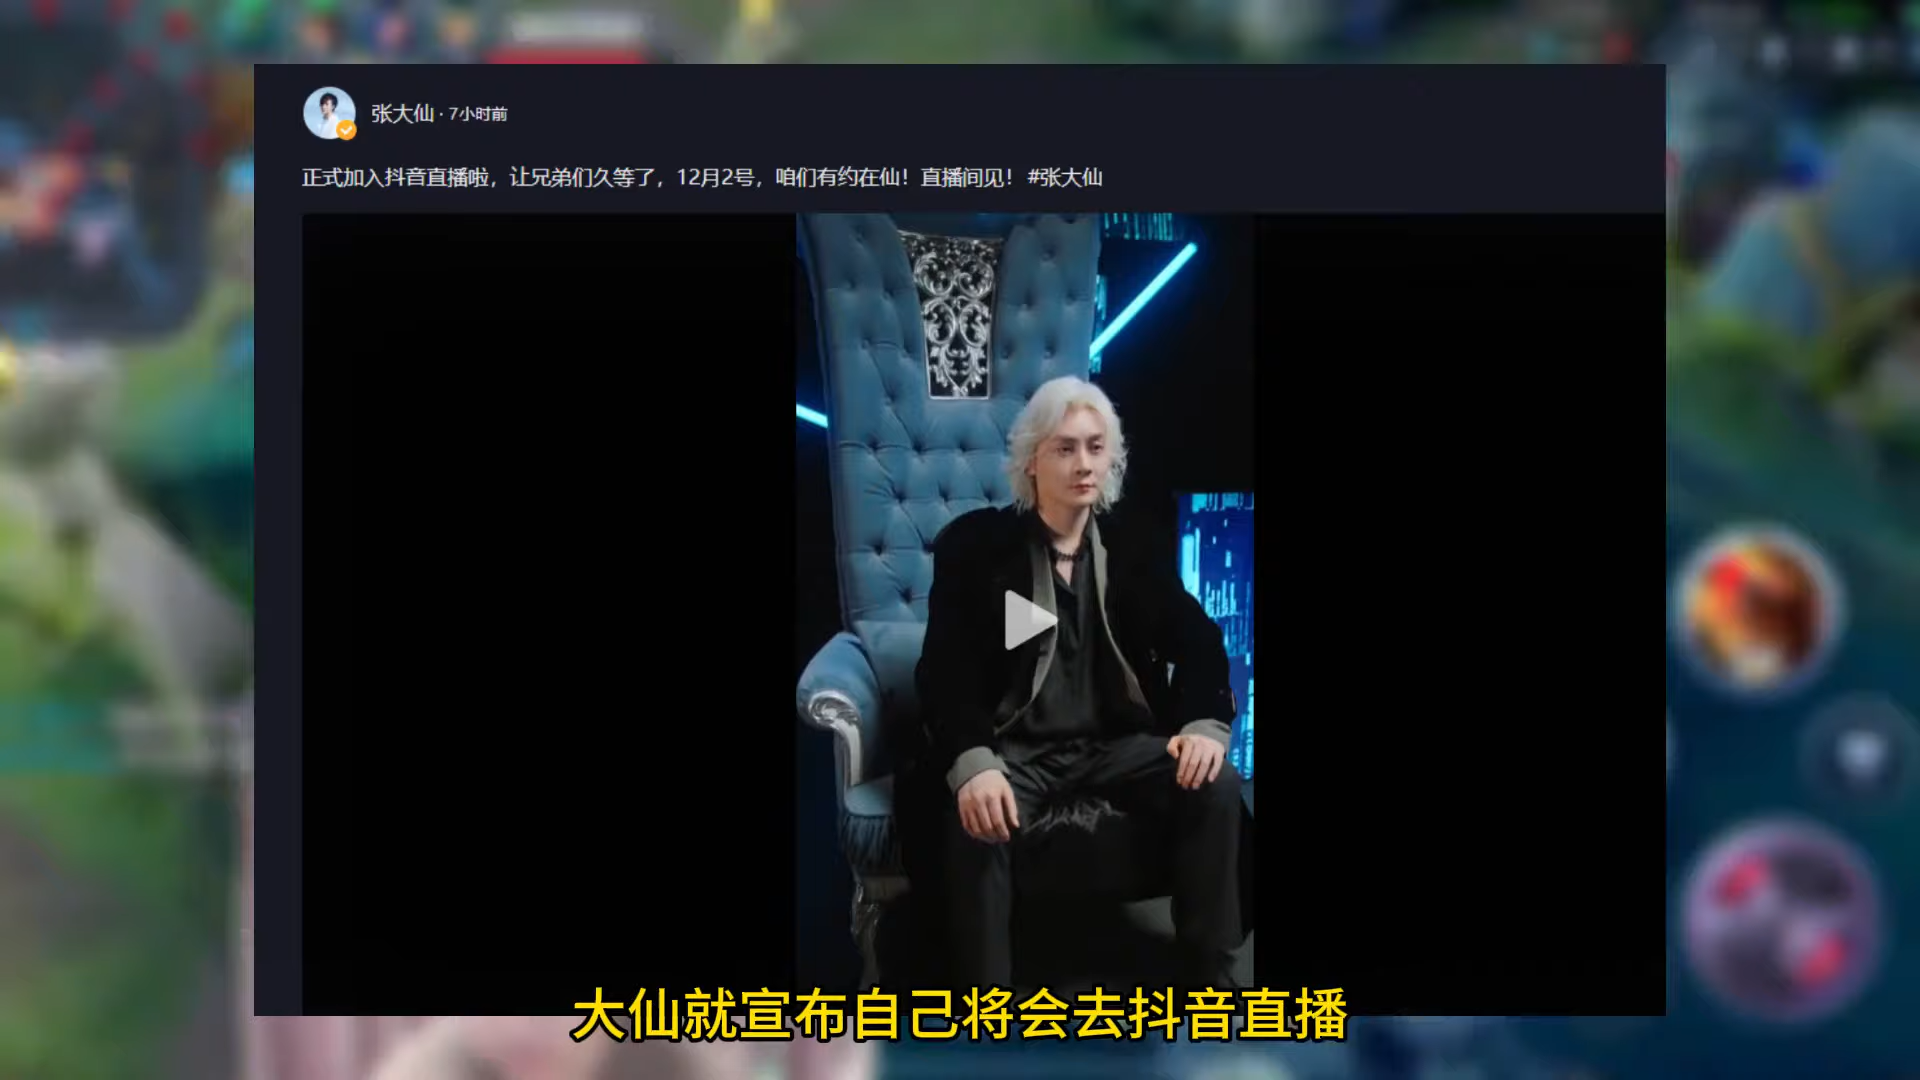 张大仙 · 7小时前
正式加入抖音直播啦，让兄弟们久等了，12月2号，咱们有约在仙！直播间见！#张大仙
大仙就宣布自己将会去抖音直播